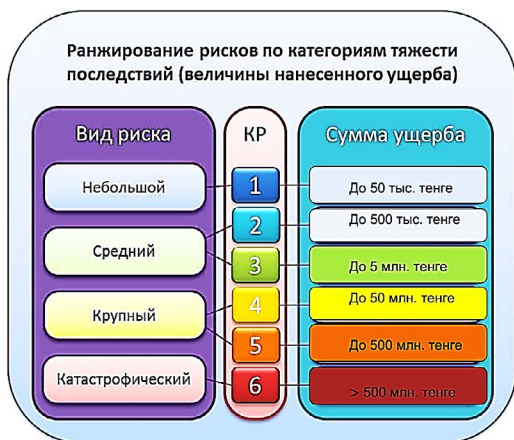 Ранжирование рисков по категориям тяжести
последствий (величины нанесенного ущерба)
Вид риска
КР
Сумма ущерба
Небольшой
1
До 50 тыс. тенге
2
До 500 тыс. тенге
Средний
3
До 5 млн. тенге
4
До 50 млн. тенге
Крупный
5
До 500 млн. тенге
Катастрофический
6
> 500 млн. тенге